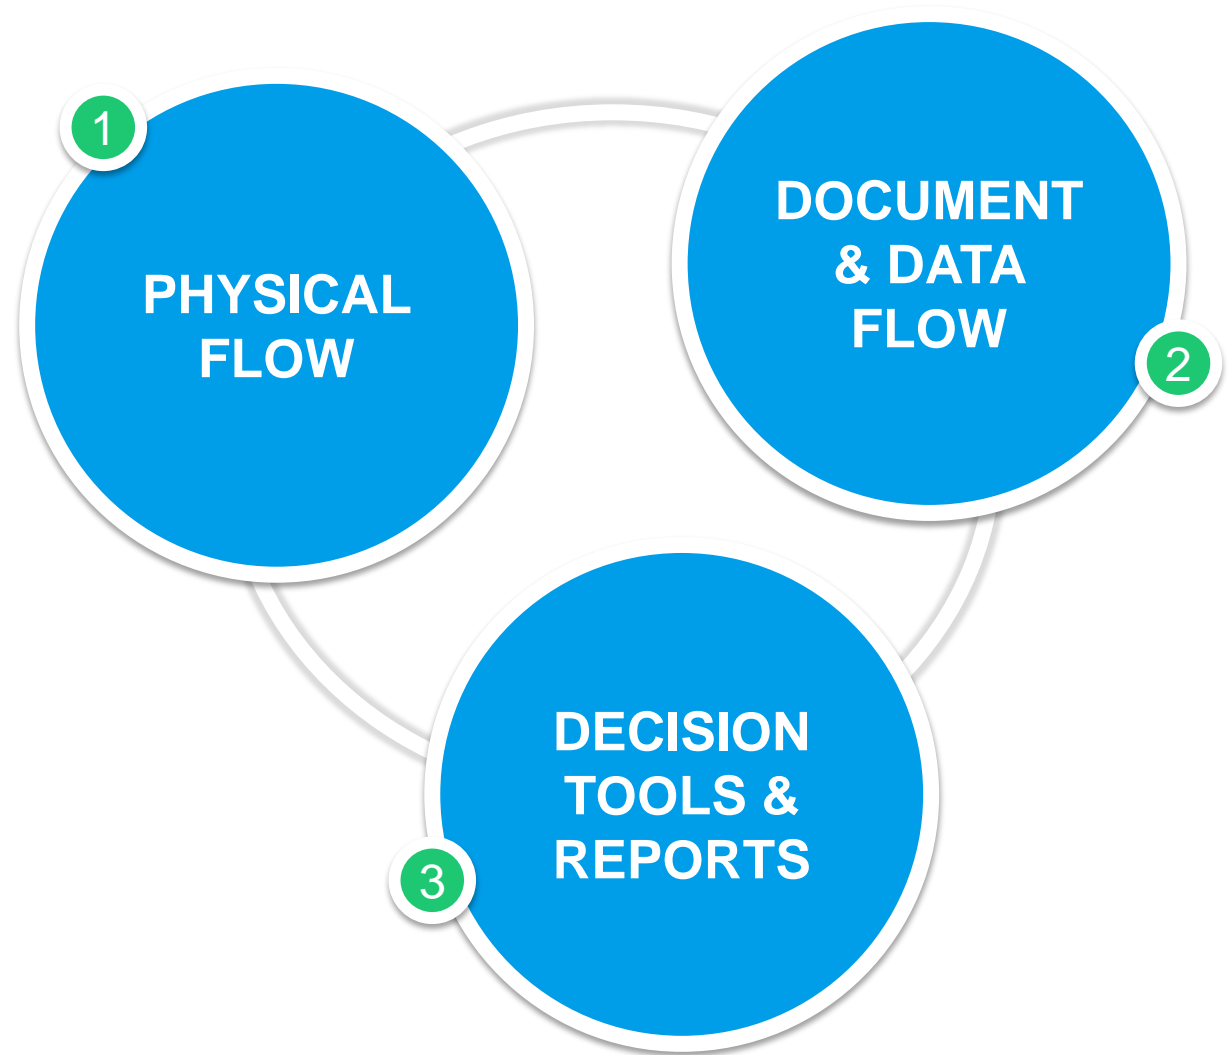 1
PHYSICAL
FLOW
DOCUMENT
& DATA
FLOW
2
DECISION
TOOLS &
REPORTS
3